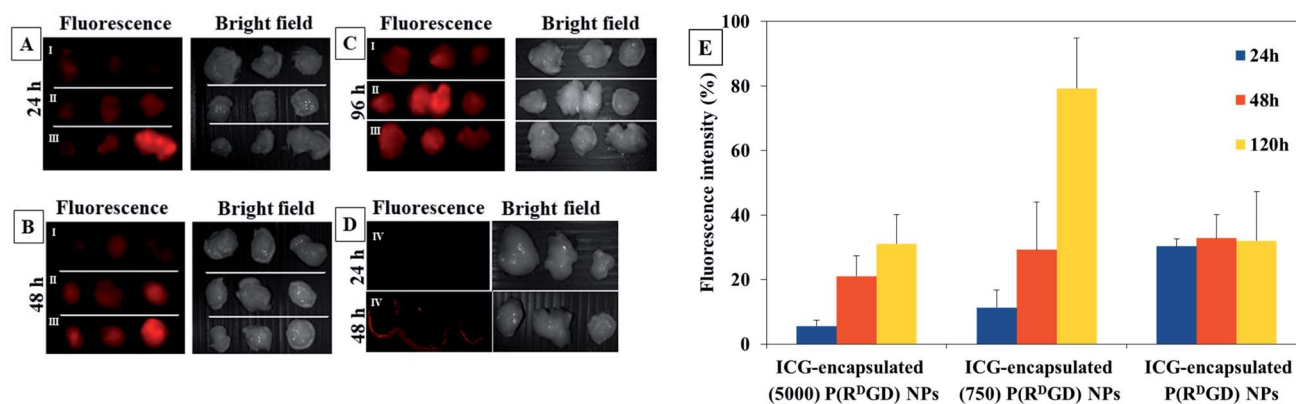 A
Fluorescence
Bright field
24 h
I
II
III
B
Fluorescence
Bright field
48 h
I
II
III
C
Fluorescence
Bright field
96 h
I
II
III
D
Fluorescence
Bright field
24 h
IV
48 h
IV
E
Fluorescence intensity (%)
100
80
60
40
20
0
24h
48h
120h
ICG-encapsulated
(5000) P(RᴰGD) NPs
ICG-encapsulated
(750) P(RᴰGD) NPs
ICG-encapsulated
P(RᴰGD) NPs